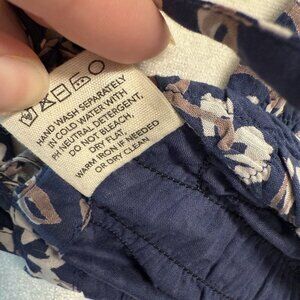 HAND WASH SEPARATELY
IN COLD WATER WITH
PH NEUTRAL DETERGENT.
DO NOT BLEACH,
DRY FLAT,
WARM IRON IF NEEDED
OR DRY CLEAN